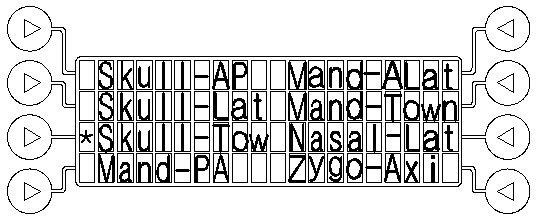 Skull-AP Mand-ALat
Skull-Lat Mand-Town
*Skull-Tow Nasal-Lat
Mand-PA Zygo-Axi